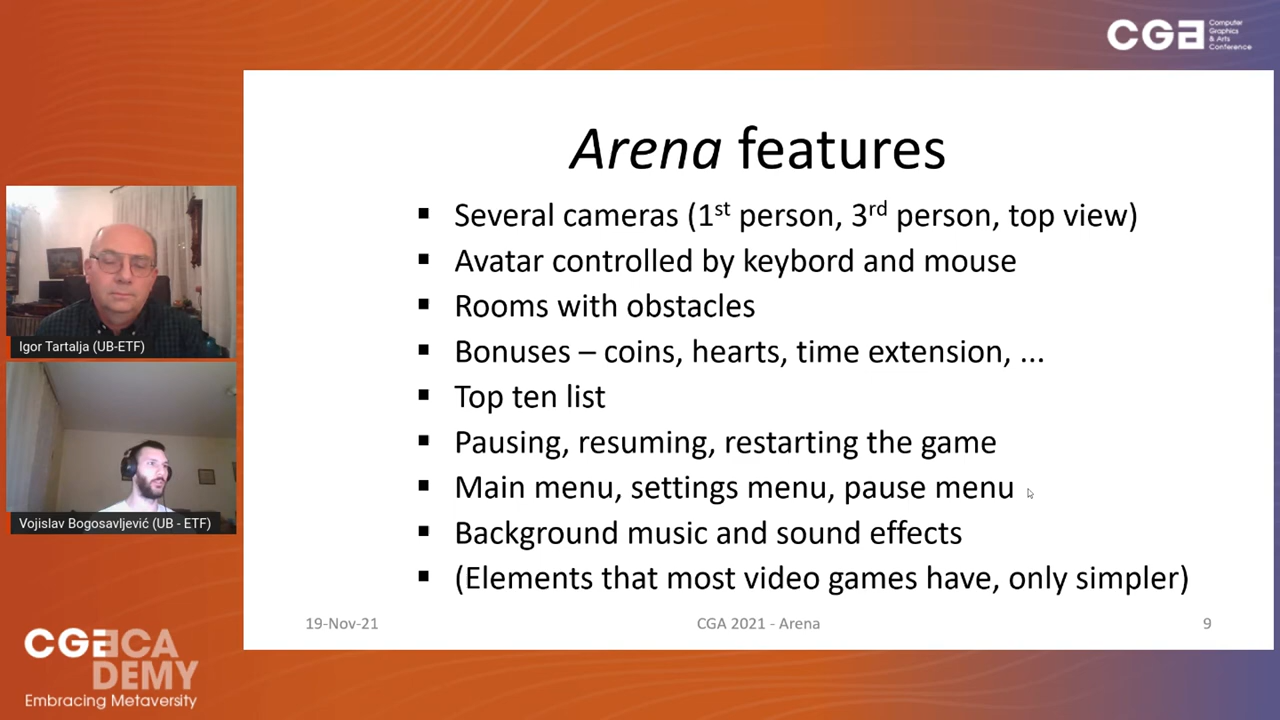 CGA Computer
Graphics
& Arts
Conference
Arena features
▪ Several cameras (1st person, 3rd person, top view)
▪ Avatar controlled by keybord and mouse
▪ Rooms with obstacles
▪ Bonuses – coins, hearts, time extension, ...
▪ Top ten list
▪ Pausing, resuming, restarting the game
▪ Main menu, settings menu, pause menu
▪ Background music and sound effects
▪ (Elements that most video games have, only simpler)
19-Nov-21 CGA 2021 - Arena 9
Igor Tartalja (UB-ETF)
Vojislav Bogosavljević (UB - ETF)
CGACA
DEMY
Embracing Metaversity